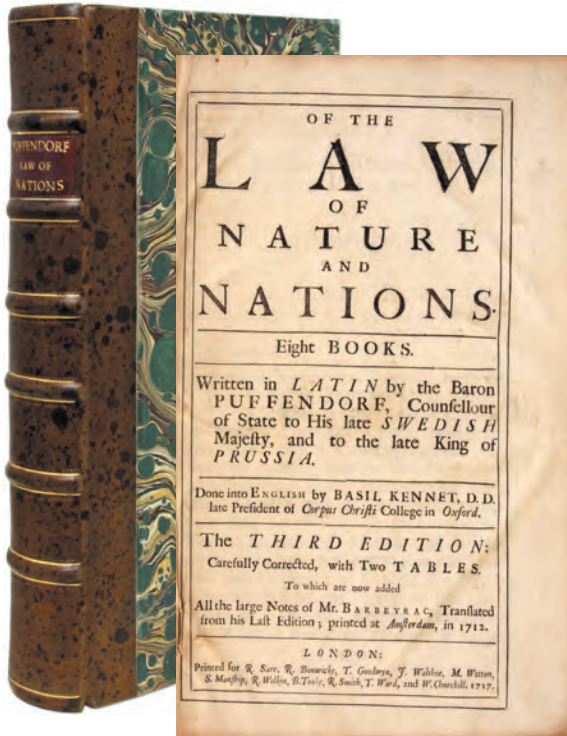 PUFFENDORF
LAW OF
NATIONS
OF THE
LAW
OF
NATURE
AND
NATIONS.
Eight BOOKS.
Written in LATIN by the Baron
PUFFENDORF, Counſellour
of State to His late SWEDISH
Majeſty, and to the late King of
PRUSSIA.
Done into ENGLISH by BASIL KENNET, D. D.
late Preſident of Corpus Chriſti College in Oxford.
The THIRD EDITION:
Carefully Corrected, with Two TABLES.
To which are now added
All the large Notes of Mr. BARBEYRAC, Tranſlated
from his Laſt Edition; printed at Amſterdam, in 1712.
LONDON:
Printed for R. Sare, R. Bonwicke, T. Goodwyn, J. Walthoe, M. Wotton,
S. Manſhip, R. Wilkin, B. Tooke, R. Smith, T. Ward, and W. Churchill. 1717.